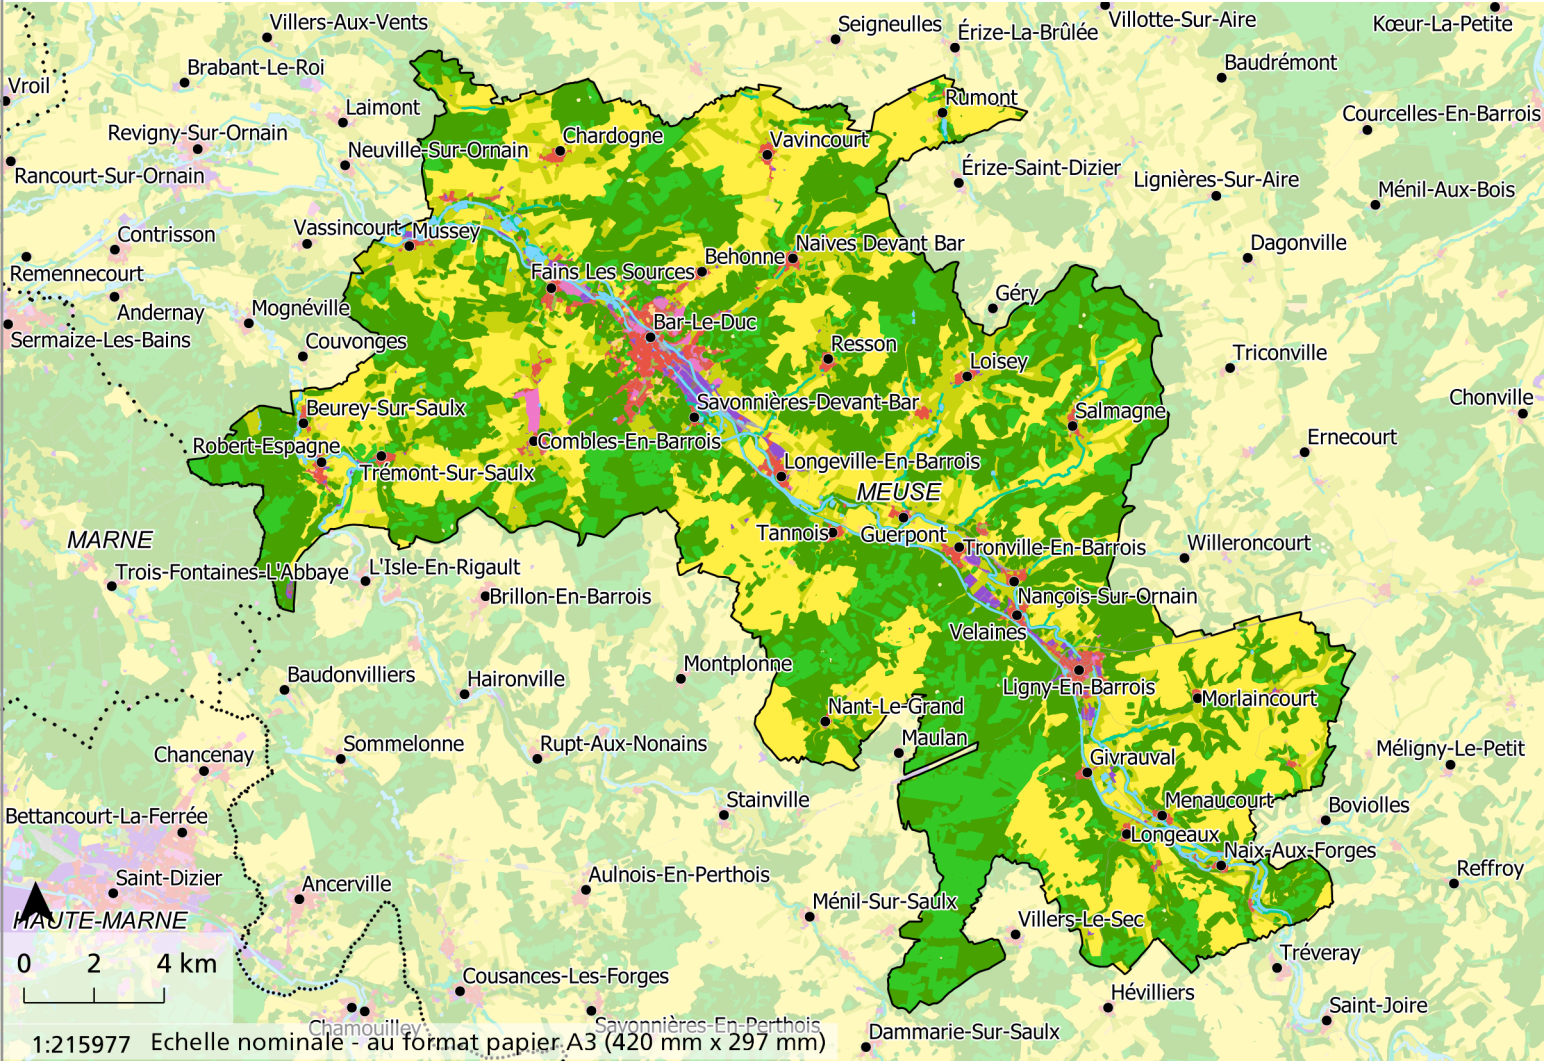 Villers-Aux-Vents
Seigneulles
Érize-La-Brûlée
Villotte-Sur-Aire
Kœur-La-Petite
Brabant-Le-Roi
Baudrémont
Vroil
Laimont
Rumont
Courcelles-En-Barrois
Revigny-Sur-Ornain
Neuville-Sur-Ornain
Chardogne
Vavincourt
Rancourt-Sur-Ornain
Érize-Saint-Dizier
Lignières-Sur-Aire
Ménil-Aux-Bois
Contrisson
Vassincourt
Mussey
Naives Devant Bar
Dagonville
Remennecourt
Fains Les Sources
Behonne
Andernay
Mognéville
Géry
Sermaize-Les-Bains
Bar-Le-Duc
Couvonges
Resson
Loisey
Triconville
Beurey-Sur-Saulx
Savonnières-Devant-Bar
Salmagne
Chonville
Robert-Espagne
Combles-En-Barrois
Ernecourt
Trémont-Sur-Saulx
Longeville-En-Barrois
MEUSE
MARNE
Tannois
Guerpont
Tronville-En-Barrois
Willeroncourt
Trois-Fontaines-L'Abbaye
L'Isle-En-Rigault
Brillon-En-Barrois
Nançois-Sur-Ornain
Velaines
Baudonvilliers
Hairomville
Montplonne
Ligny-En-Barrois
Morlaincourt
Nant-Le-Grand
Maulan
Chancenay
Sommelonne
Rupt-Aux-Nonains
Givrauval
Méligny-Le-Petit
Stainville
Menaucourt
Boviolles
Bettancourt-La-Ferrée
Longeaux
Naix-Aux-Forges
Saint-Dizier
Ancerville
Aulnois-En-Perthois
Reffroy
HAUTE-MARNE
Ménil-Sur-Saulx
Villers-Le-Sec
Tréveray
0 2 4 km
Cousances-Les-Forges
Hévilliers
Saint-Joire
Chamouilley
Savonnières-En-Perthois
Dammarie-Sur-Saulx
1:215977 Echelle nominale - au format papier A3 (420 mm x 297 mm)